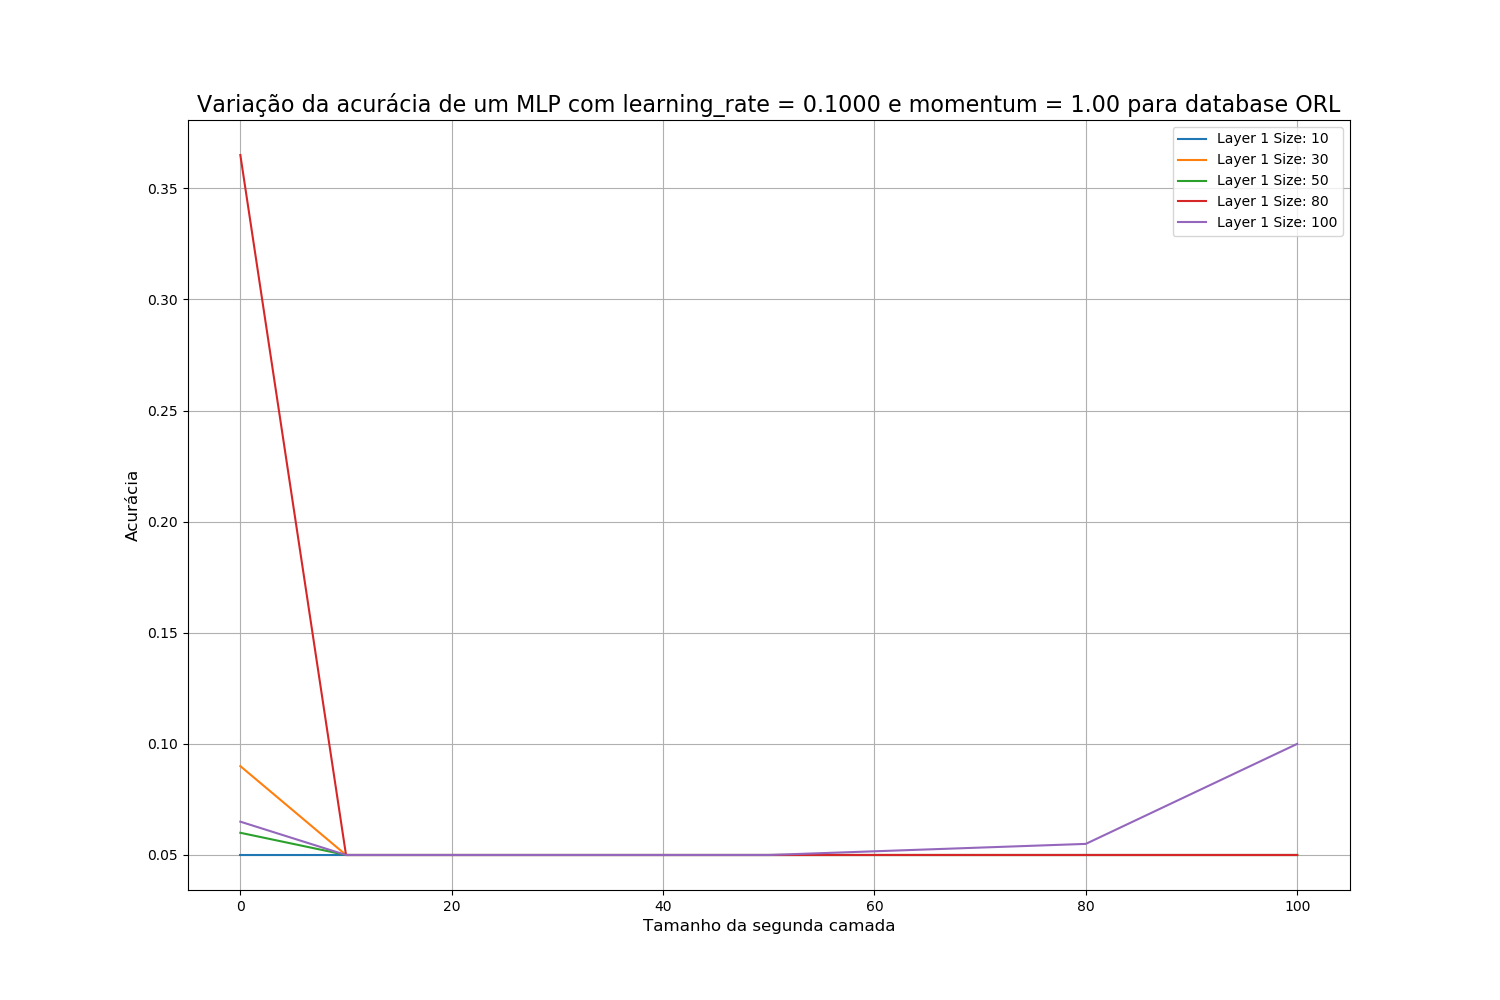 Variação da acurácia de um MLP com learning_rate = 0.1000 e momentum = 1.00 para database ORL
Layer 1 Size: 10
Layer 1 Size: 30
Layer 1 Size: 50
Layer 1 Size: 80
Layer 1 Size: 100
0.35
0.30
0.25
0.20
0.15
0.10
0.05
Acurácia
0 20 40 60 80 100
Tamanho da segunda camada